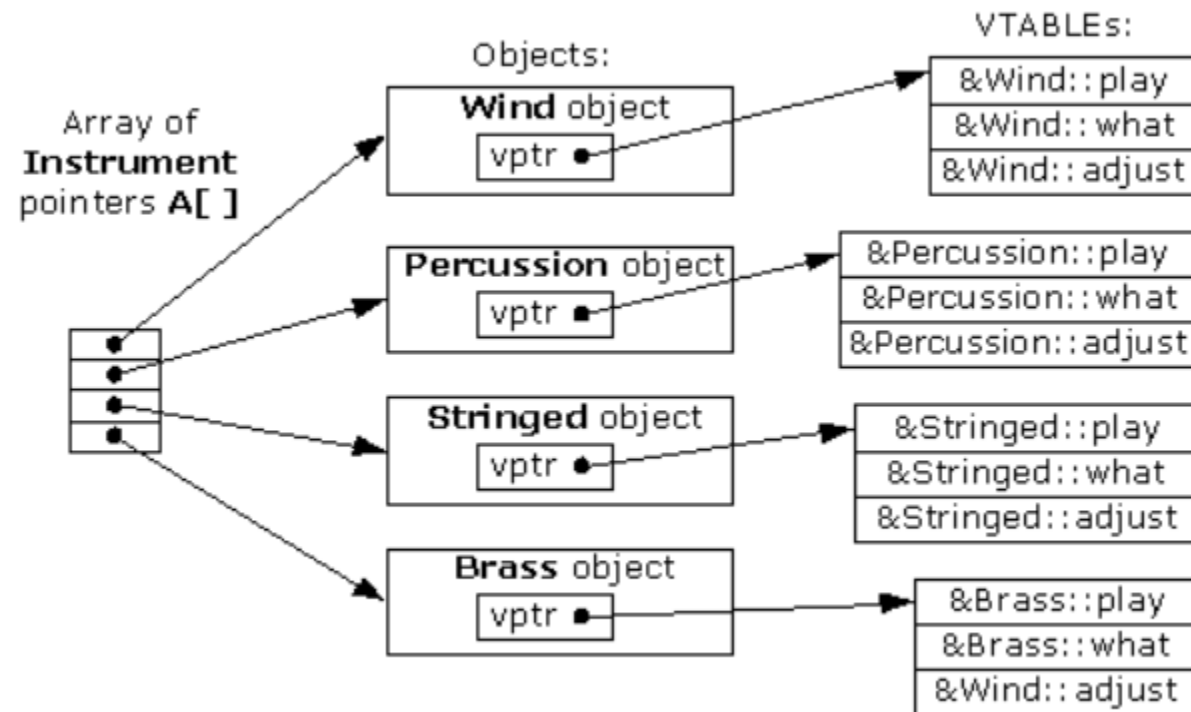 Array of
Instrument
pointers A[ ]
Objects:
Wind object
vptr
Percussion object
vptr
Stringed object
vptr
Brass object
vptr
VTABLEs:
&Wind::play
&Wind::what
&Wind::adjust
&Percussion::play
&Percussion::what
&Percussion::adjust
&Stringed::play
&Stringed::what
&Stringed::adjust
&Brass::play
&Brass::what
&Wind::adjust